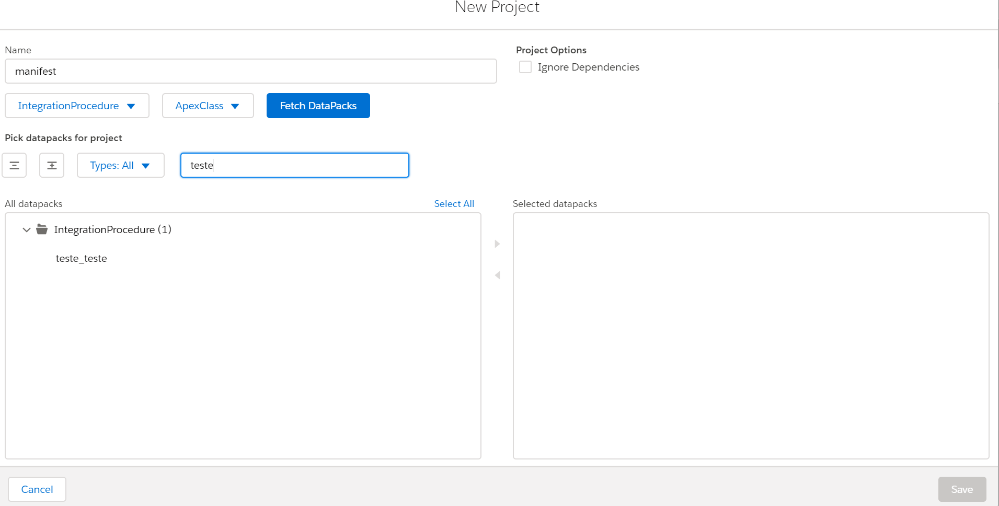 New Project
Name
Project Options
manifest
Ignore Dependencies
IntegrationProcedure
ApexClass
Fetch DataPacks
Pick datapacks for project
Types: All
teste
All datapacks
Select All
Selected datapacks
IntegrationProcedure (1)
teste_teste
Cancel
Save